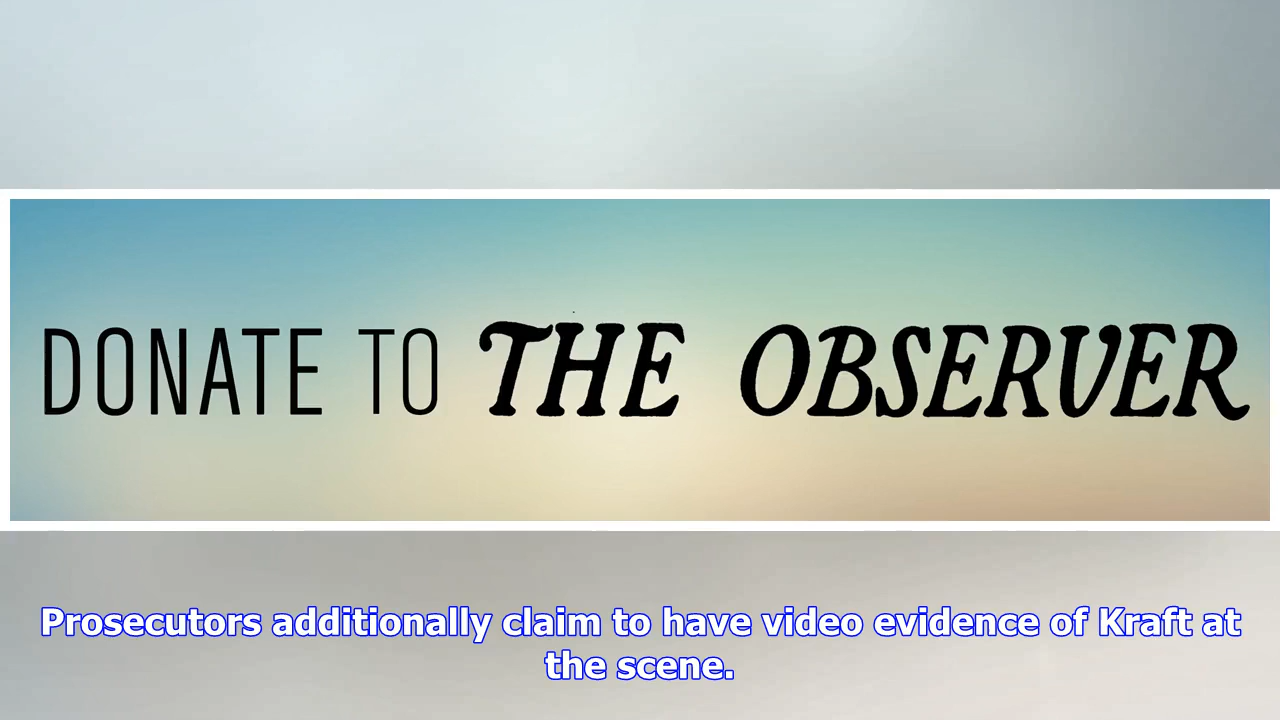 DONATE TO THE OBSERVER
Prosecutors additionally claim to have video evidence of Kraft at
the scene.